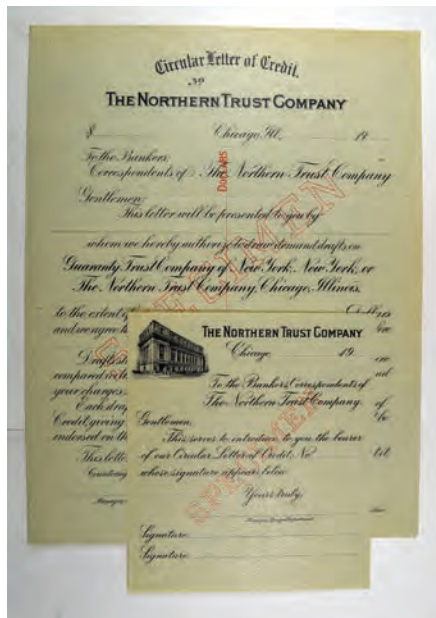 Circular Letter of Credit.
No
THE NORTHERN TRUST COMPANY
$ Chicago, Ill. 19
To the Bankers
Correspondents of The Northern Trust Company
Gentlemen:
This letter will be presented to you by
whom we hereby authorize to draw demand drafts on
Guaranty Trust Company of New York, New York, or
The Northern Trust Company, Chicago, Illinois,
to the extent of
and we agree
Drafts
compared
your charges
Each
Credit, giving
endorsed on
This letter
DOLLARS
SPECIMEN
THE NORTHERN TRUST COMPANY
Chicago 19
To the Bankers Correspondents of
The Northern Trust Company.
Gentlemen:
This serves to introduce to you the bearer
of our Circular Letter of Credit No
whose signature appears below.
Yours truly,
Signature
Signature
SPECIMEN